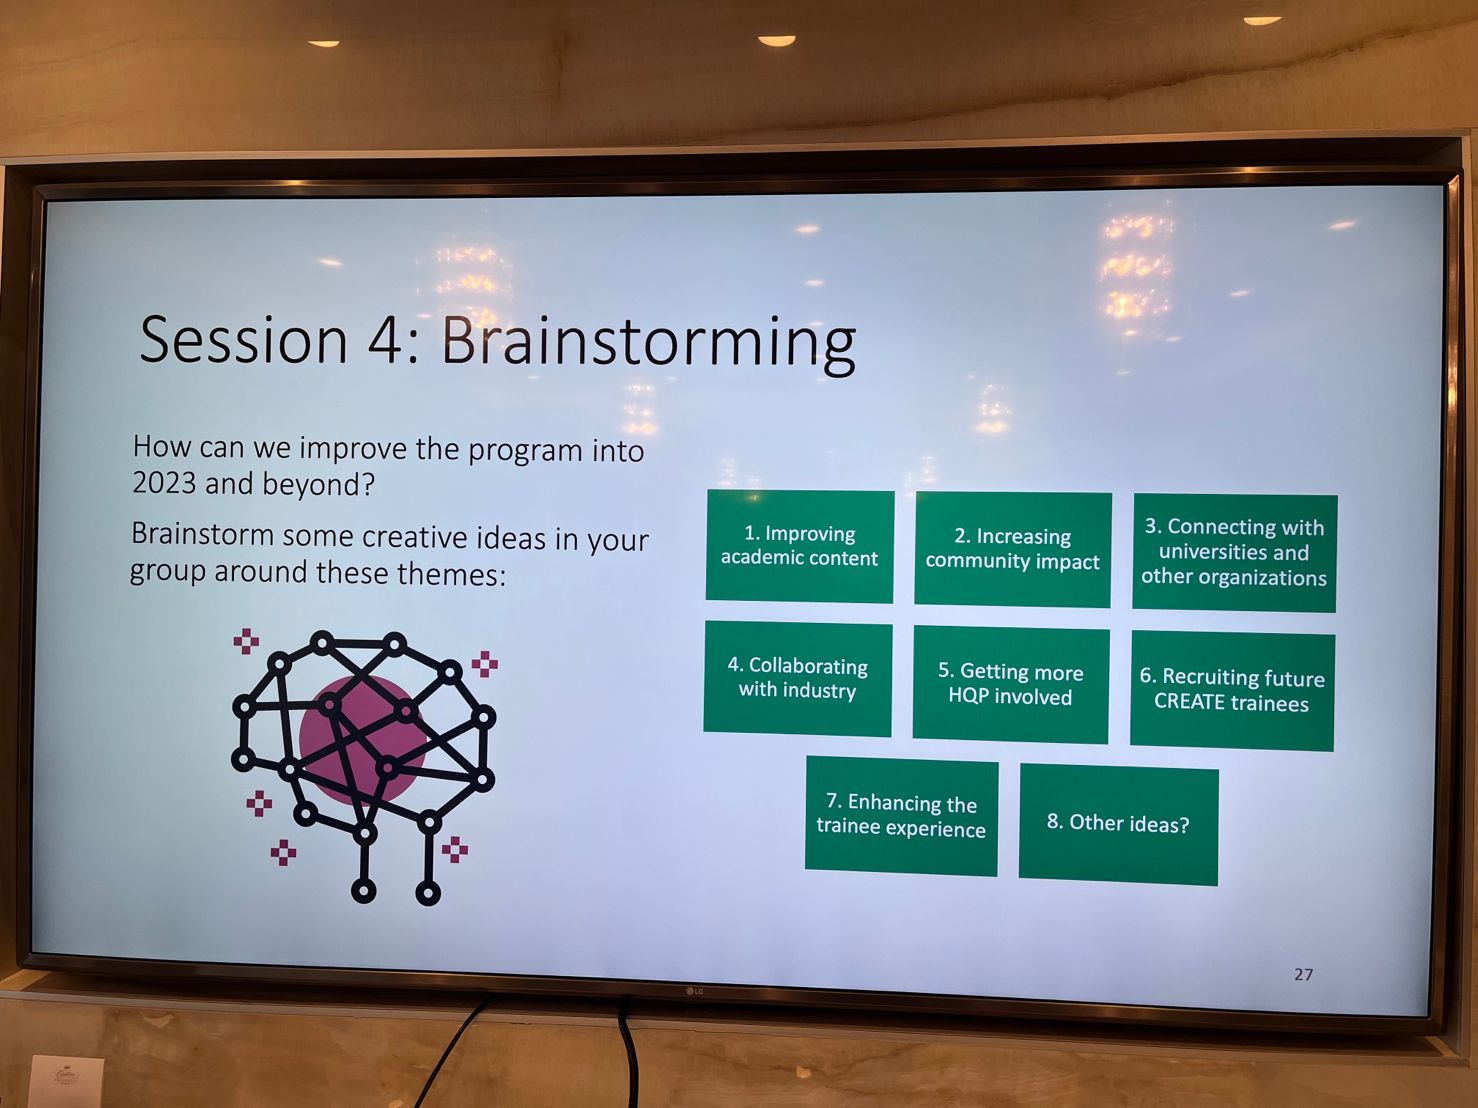 Session 4: Brainstorming
How can we improve the program into
2023 and beyond?
Brainstorm some creative ideas in your
group around these themes:
1. Improving
academic content
2. Increasing
community impact
3. Connecting with
universities and
other organizations
4. Collaborating
with industry
5. Getting more
HQP involved
6. Recruiting future
CREATE trainees
7. Enhancing the
trainee experience
8. Other ideas?
27
LG